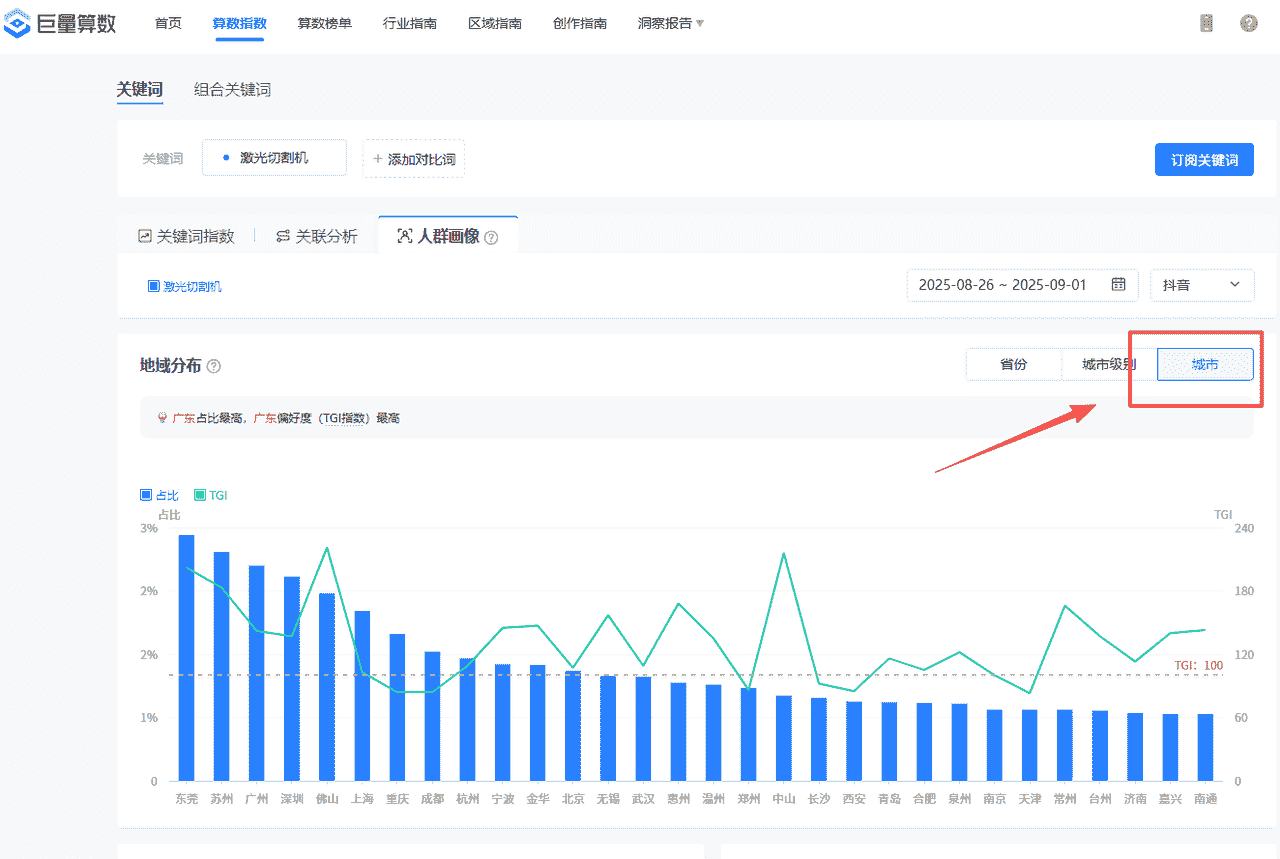 巨量算数 首页 算数指数 算数榜单 行业指南 区域指南 创作指南 洞察报告
关键词 组合关键词
关键词 激光切割机 + 添加对比词 订阅关键词
关键词指数 关联分析 人群画像
激光切割机 2025-08-26 ~ 2025-09-01 抖音
地域分布 省份 城市级别 城市
广东占比最高，广东偏好度（TGI指数）最高
占比 TGI
占比 TGI
3% 240
2% 180
2% 120
TGI：100
1% 60
0 0
东莞 苏州 广州 深圳 佛山 上海 重庆 成都 杭州 宁波 金华 北京 无锡 武汉 惠州 温州 郑州 中山 长沙 西安 青岛 合肥 泉州 南京 天津 常州 台州 济南 嘉兴 南通